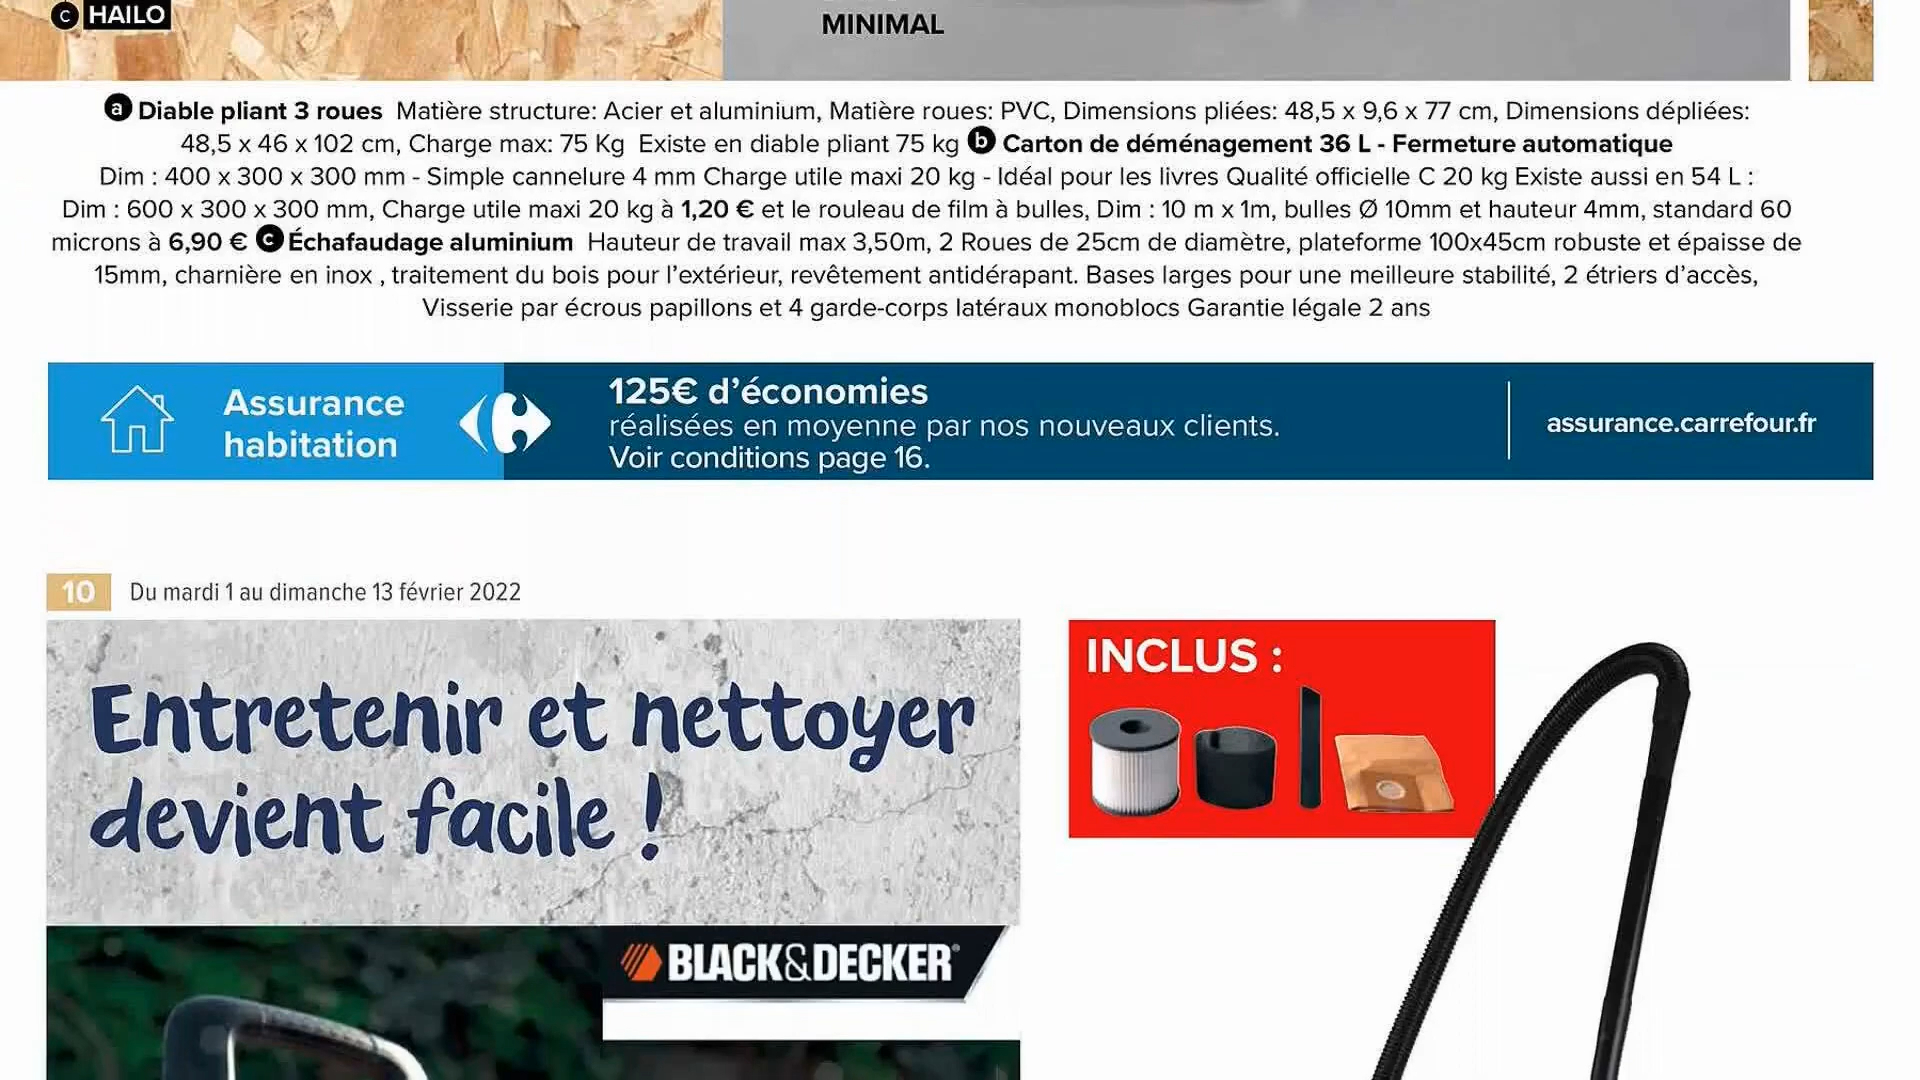 c HAILO
MINIMAL
a Diable pliant 3 roues Matière structure: Acier et aluminium, Matière roues: PVC, Dimensions pliées: 48,5 x 9,6 x 77 cm, Dimensions dépliées:
48,5 x 46 x 102 cm, Charge max: 75 Kg Existe en diable pliant 75 kg b Carton de déménagement 36 L - Fermeture automatique
Dim : 400 x 300 x 300 mm - Simple cannelure 4 mm Charge utile maxi 20 kg - Idéal pour les livres Qualité officielle C 20 kg Existe aussi en 54 L :
Dim : 600 x 300 x 300 mm, Charge utile maxi 20 kg à 1,20 € et le rouleau de film à bulles, Dim : 10 m x 1m, bulles Ø 10mm et hauteur 4mm, standard 60
microns à 6,90 € c Échafaudage aluminium Hauteur de travail max 3,50m, 2 Roues de 25cm de diamètre, plateforme 100x45cm robuste et épaisse de
15mm, charnière en inox , traitement du bois pour l'extérieur, revêtement antidérapant. Bases larges pour une meilleure stabilité, 2 étriers d'accès,
Visserie par écrous papillons et 4 garde-corps latéraux monoblocs Garantie légale 2 ans
Assurance
habitation
125€ d'économies
réalisées en moyenne par nos nouveaux clients.
Voir conditions page 16.
assurance.carrefour.fr
10 Du mardi 1 au dimanche 13 février 2022
Entretenir et nettoyer
devient facile !
INCLUS :
BLACK&DECKER®